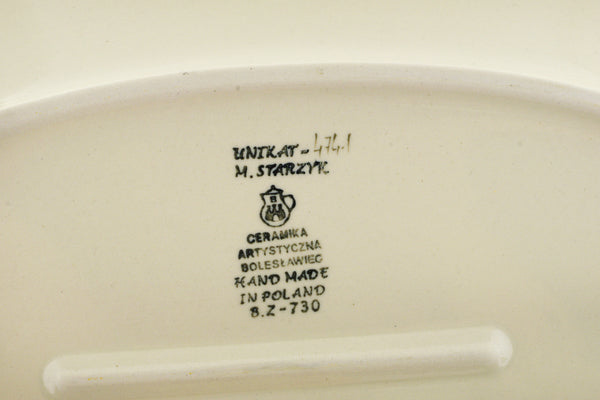 UNIKAT - 474.1
M. STARZYK
CERAMIKA
ARTYSTYCZNA
BOLESŁAWIEC
HAND MADE
IN POLAND
B.Z-730